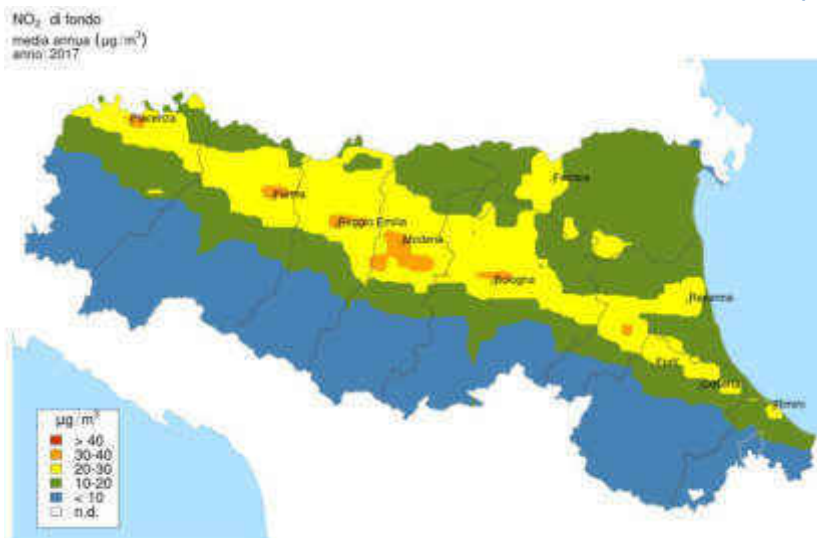 NO₂ di fondo
media annua (µg/m³)
anno: 2017
Piacenza
Parma
Reggio Emilia
Modena
Ferrara
Bologna
Ravenna
Forlì
Cesena
Rimini
µg/m³
> 40
30-40
20-30
10-20
< 10
n.d.